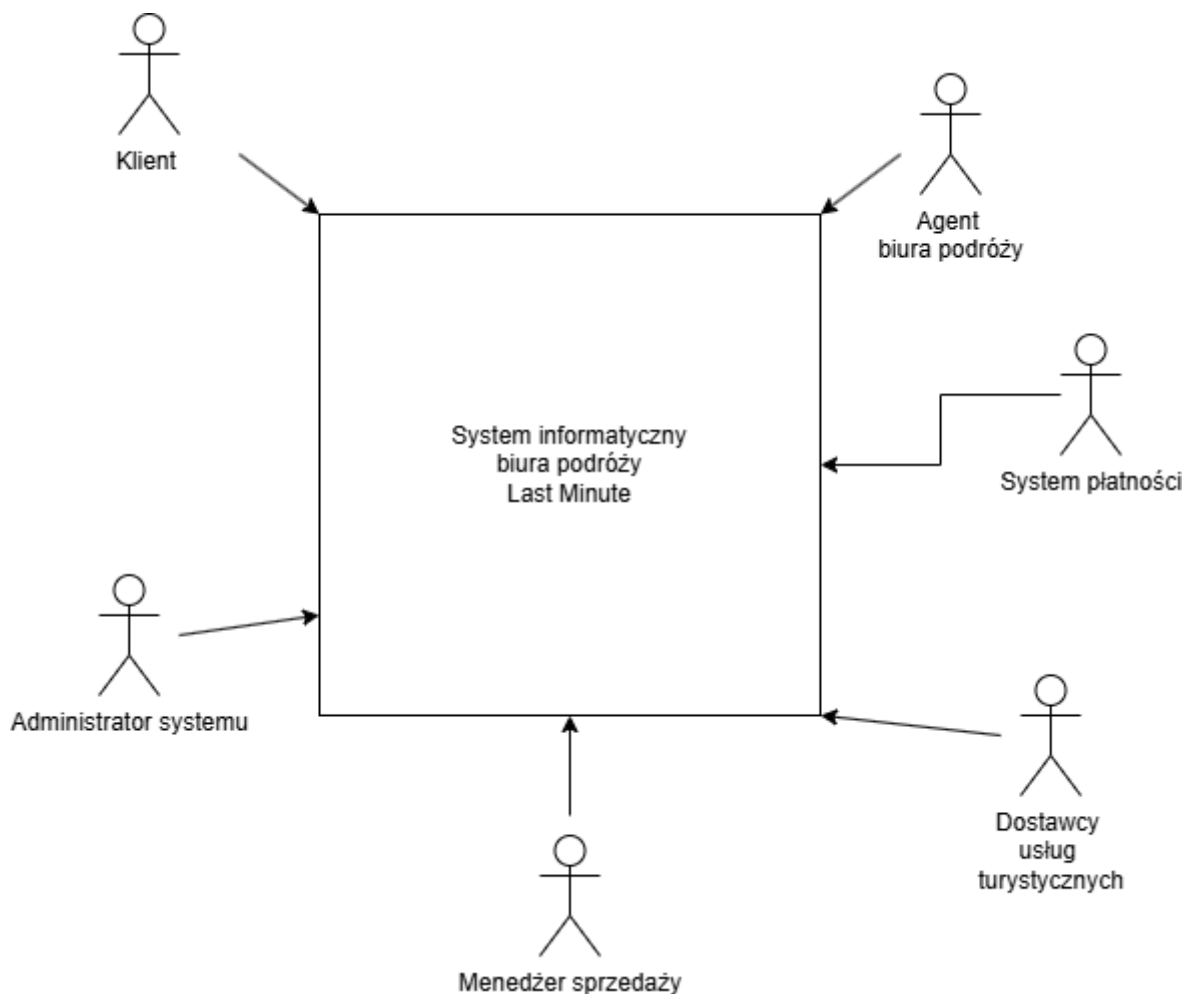 Klient
Agent
biura podróży
System informatyczny
biura podróży
Last Minute
System płatności
Administrator systemu
Dostawcy
usług
turystycznych
Menedżer sprzedaży